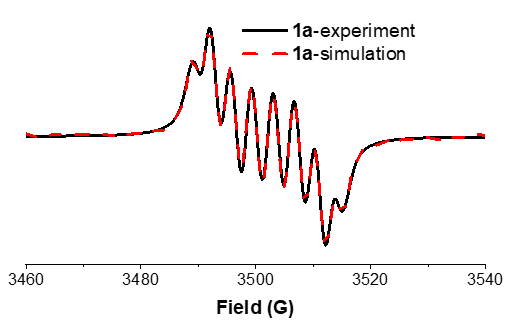 1a-experiment
1a-simulation
3460 3480 3500 3520 3540
Field (G)